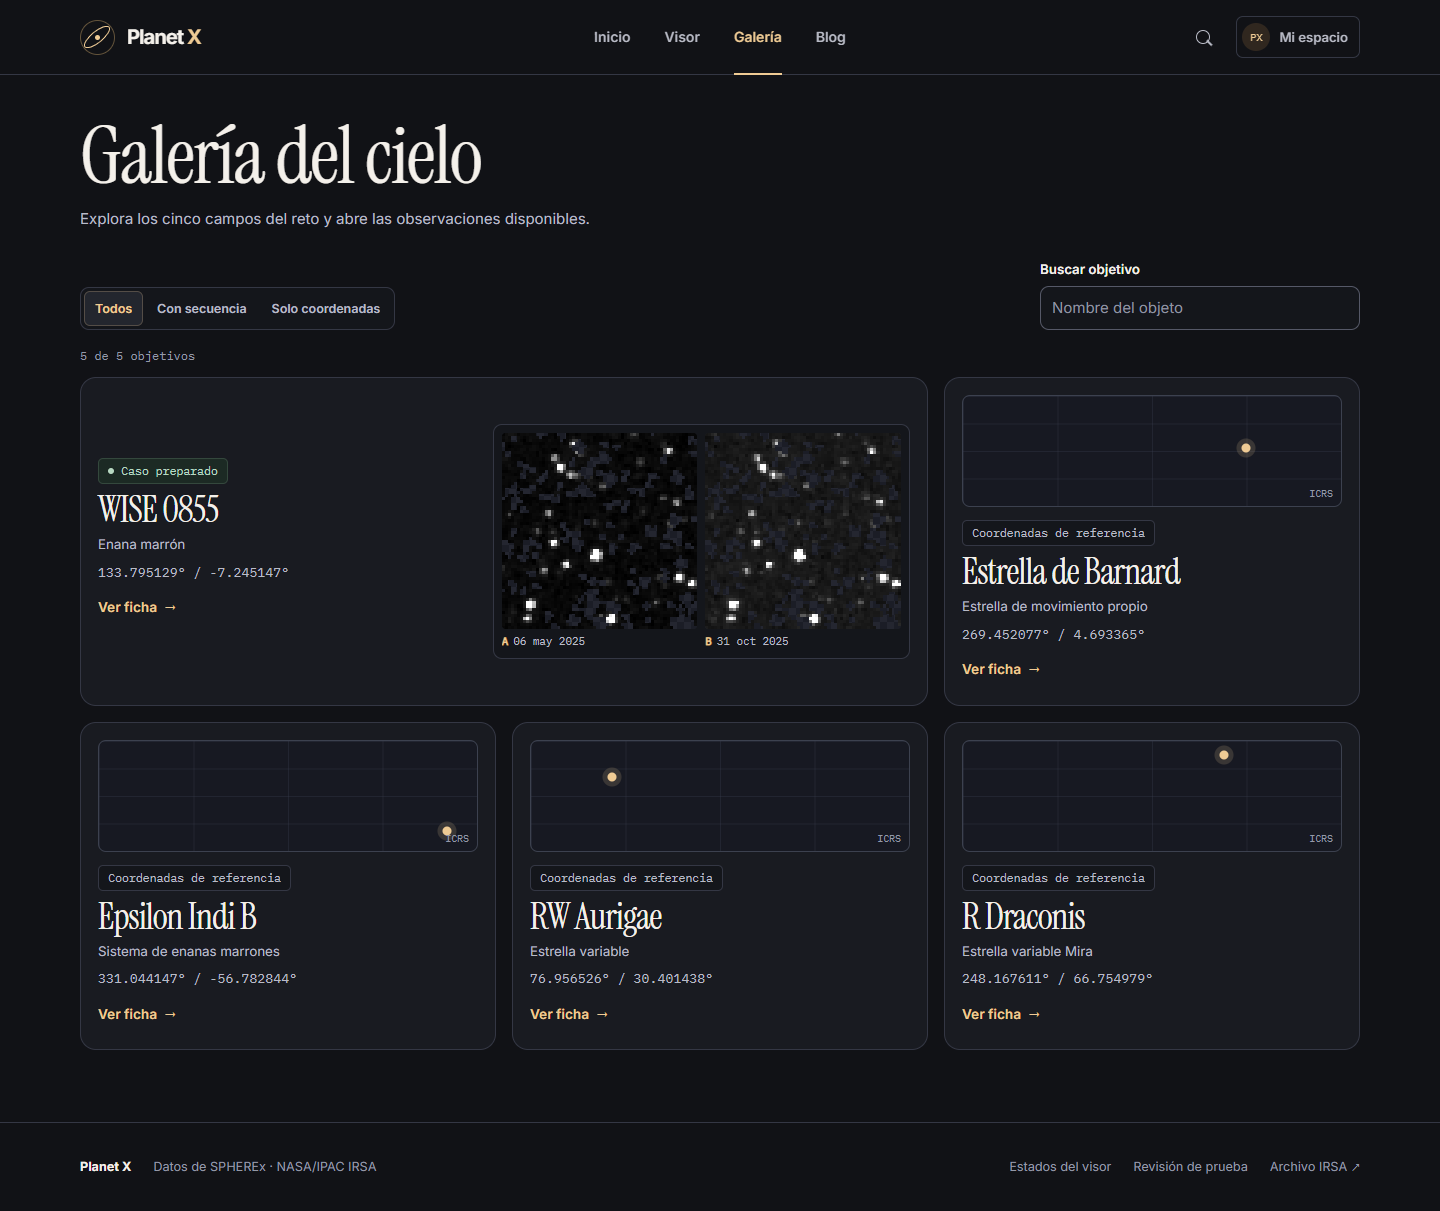 Planet X
Inicio
Visor
Galería
Blog
PX
Mi espacio
Galería del cielo
Explora los cinco campos del reto y abre las observaciones disponibles.
Buscar objetivo
Todos
Con secuencia
Solo coordenadas
Nombre del objeto
5 de 5 objetivos
Caso preparado
WISE 0855
Enana marrón
133.795129° / -7.245147°
Ver ficha →
A 06 may 2025
B 31 oct 2025
ICRS
Coordenadas de referencia
Estrella de Barnard
Estrella de movimiento propio
269.452077° / 4.693365°
Ver ficha →
ICRS
Coordenadas de referencia
Epsilon Indi B
Sistema de enanas marrones
331.044147° / -56.782844°
Ver ficha →
ICRS
Coordenadas de referencia
RW Aurigae
Estrella variable
76.956526° / 30.401438°
Ver ficha →
ICRS
Coordenadas de referencia
R Draconis
Estrella variable Mira
248.167611° / 66.754979°
Ver ficha →
Planet X
Datos de SPHEREx · NASA/IPAC IRSA
Estados del visor
Revisión de prueba
Archivo IRSA ↗